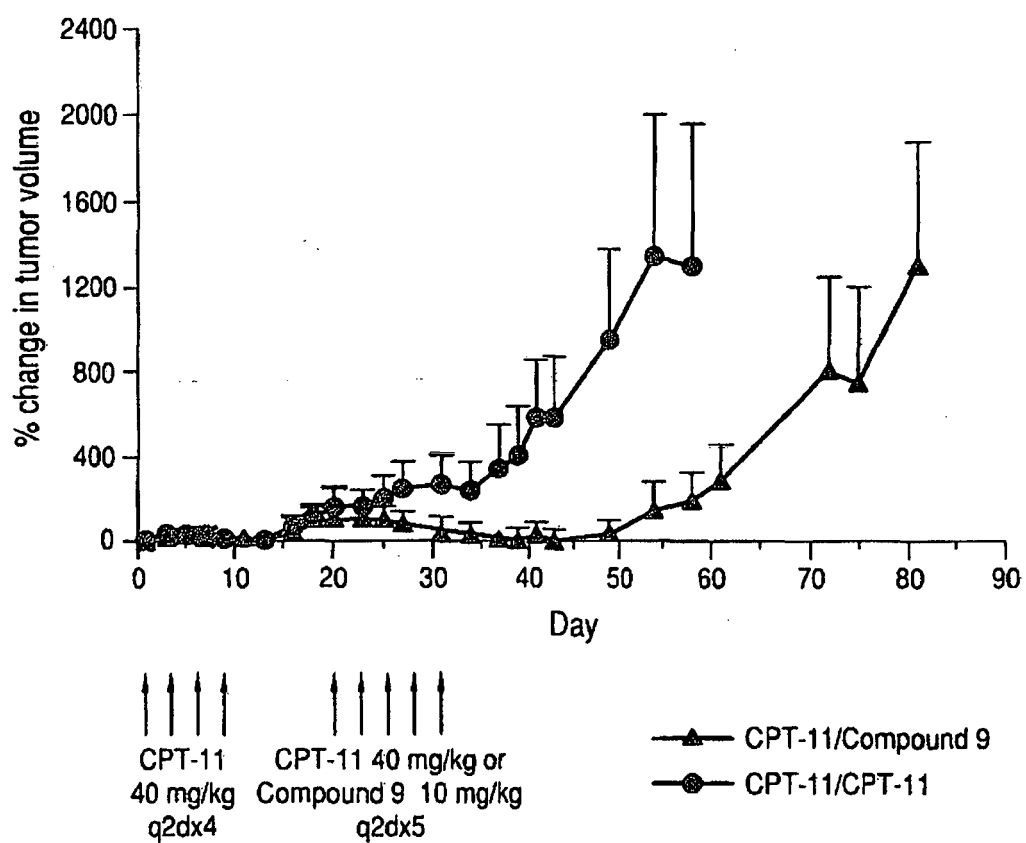 2400
2000
1600
1200
800
400
0
% change in tumor volume
0 10 20 30 40 50 60 70 80 90
Day
CPT-11
40 mg/kg
q2dx4
CPT-11 40 mg/kg or
Compound 9 10 mg/kg
q2dx5
CPT-11/Compound 9
CPT-11/CPT-11